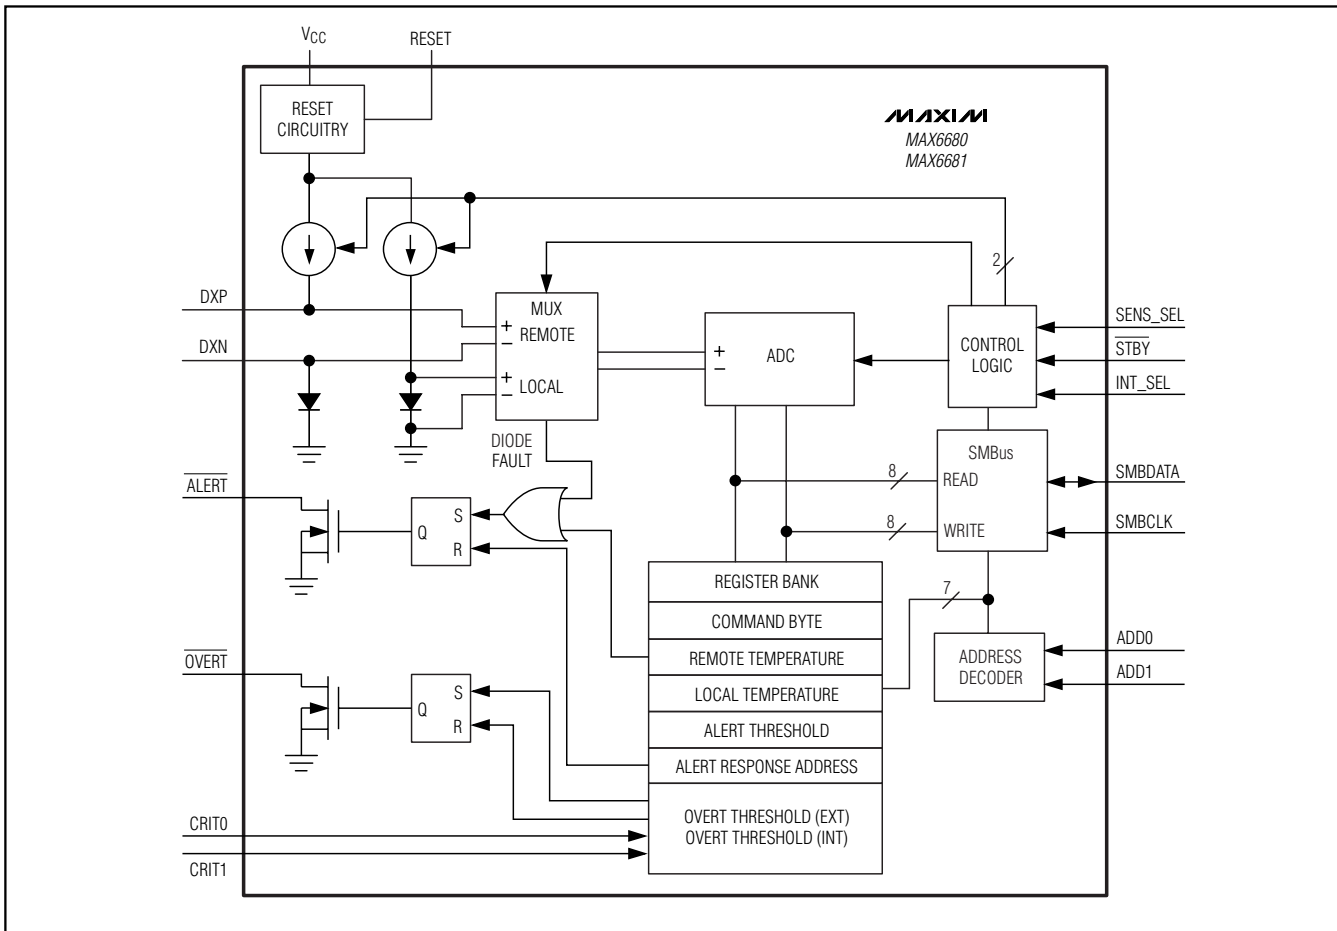 VCC
RESET
RESET
CIRCUITRY
MAXIM
MAX6680
MAX6681
2
DXP
MUX
SENS_SEL
+
REMOTE
DXN
−
+
ADC
CONTROL
LOGIC
STBY
−
+
LOCAL
−
INT_SEL
DIODE
FAULT
SMBus
ALERT
8
READ
SMBDATA
S
Q
R
8
WRITE
SMBCLK
REGISTER BANK
7
COMMAND BYTE
OVERT
REMOTE TEMPERATURE
ADDRESS
DECODER
ADD0
ADD1
S
Q
R
LOCAL TEMPERATURE
ALERT THRESHOLD
ALERT RESPONSE ADDRESS
OVERT THRESHOLD (EXT)
OVERT THRESHOLD (INT)
CRIT0
CRIT1